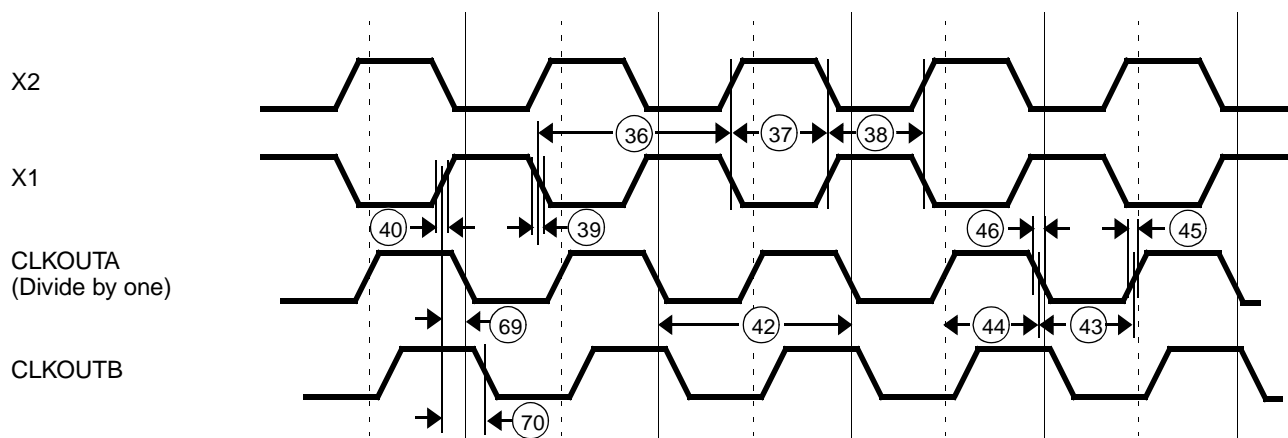 X2
36
37
38
X1
40
39
46
45
CLKOUTA
(Divide by one)
69
42
44
43
CLKOUTB
70